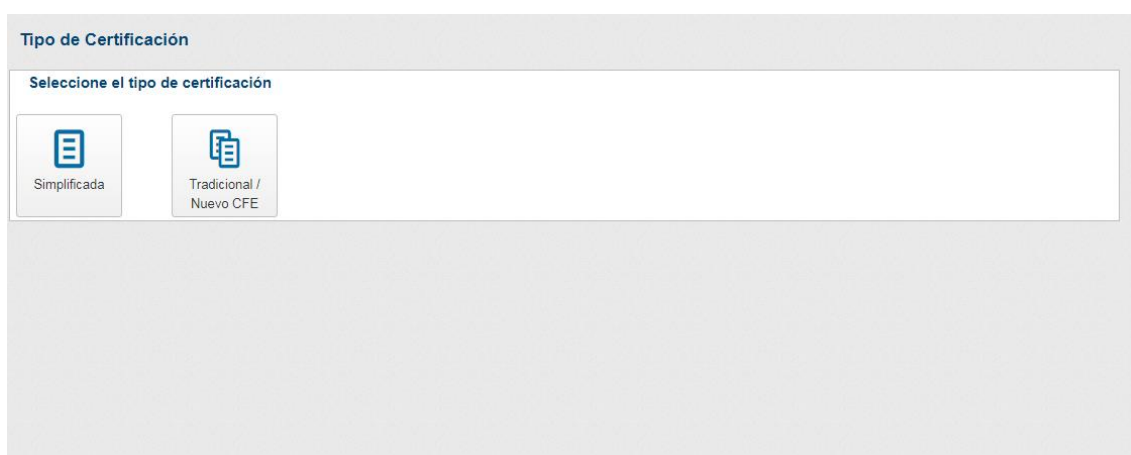 Tipo de Certificación
Seleccione el tipo de certificación
Simplificada
Tradicional /
Nuevo CFE